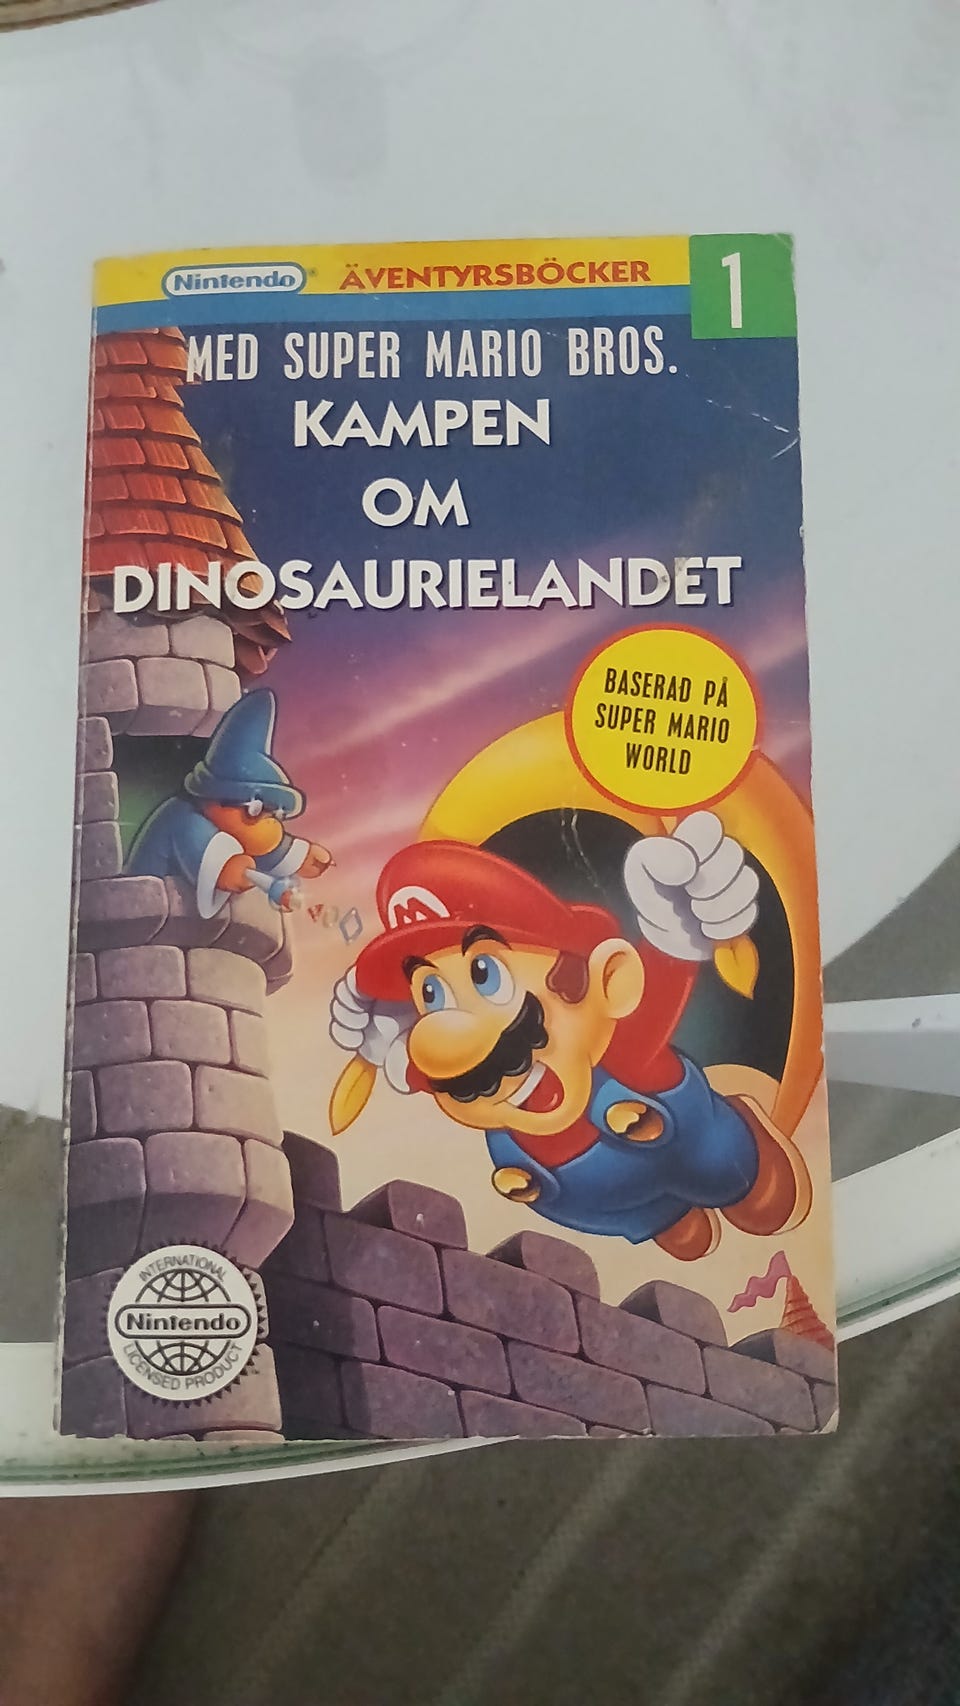 Nintendo® ÄVENTYRSBÖCKER 1
MED SUPER MARIO BROS.
KAMPEN
OM
DINOSAURIELANDET
BASERAD PÅ
SUPER MARIO
WORLD
M
INTERNATIONAL
Nintendo
LICENSED PRODUCT